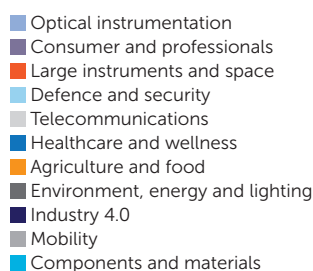 Optical instrumentation
Consumer and professionals
Large instruments and space
Defence and security
Telecommunications
Healthcare and wellness
Agriculture and food
Environment, energy and lighting
Industry 4.0
Mobility
Components and materials